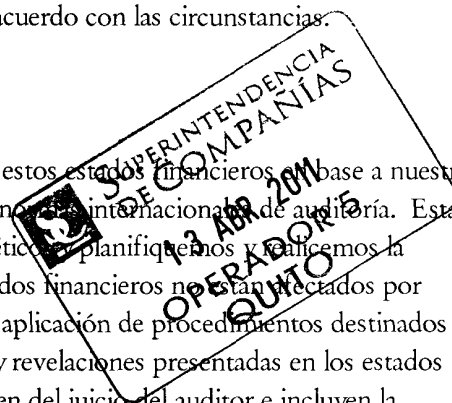 acuerdo con las circunstancias.
SUPERINTENDENCIA
DE COMPAÑÍAS
13 ABR. 2011
OPERADOR 5
QUITO
estos estados financieros en base a nuestr
internacionales de auditoría. Esta
planifiquemos y realicemos la
dos financieros no están afectados por
aplicación de procedimientos destinados
y revelaciones presentadas en los estados
en del juicio del auditor e incluyen la